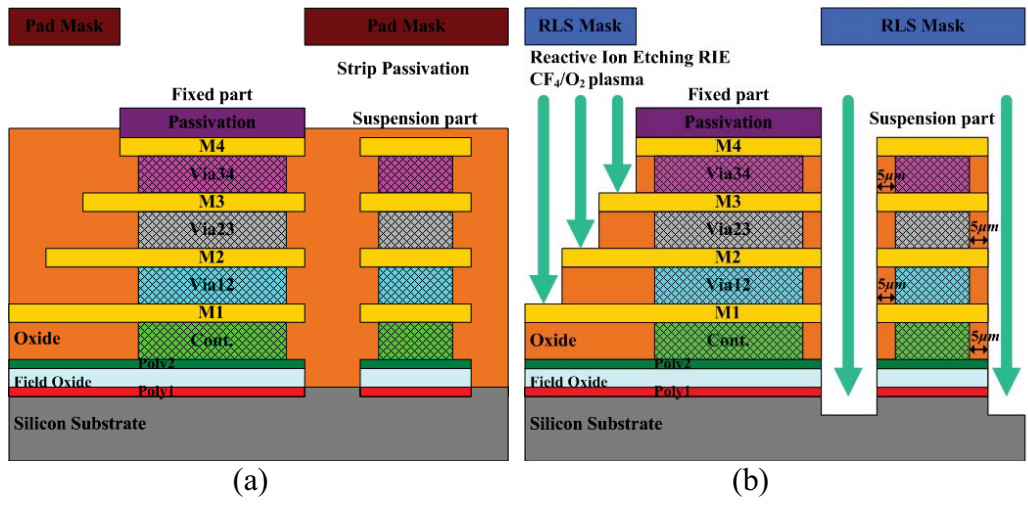 Pad Mask
Pad Mask
Strip Passivation
Fixed part
Passivation
Suspension part
M4
Via34
M3
Via23
M2
Via12
M1
Oxide
Cont.
Poly2
Field Oxide
Poly1
Silicon Substrate
(a)
RLS Mask
RLS Mask
Reactive Ion Etching RIE
CF₄/O₂ plasma
Fixed part
Passivation
Suspension part
M4
Via34
5μm
M3
Via23
5μm
M2
Via12
5μm
M1
Oxide
Cont.
5μm
Poly2
Field Oxide
Poly1
Silicon Substrate
(b)